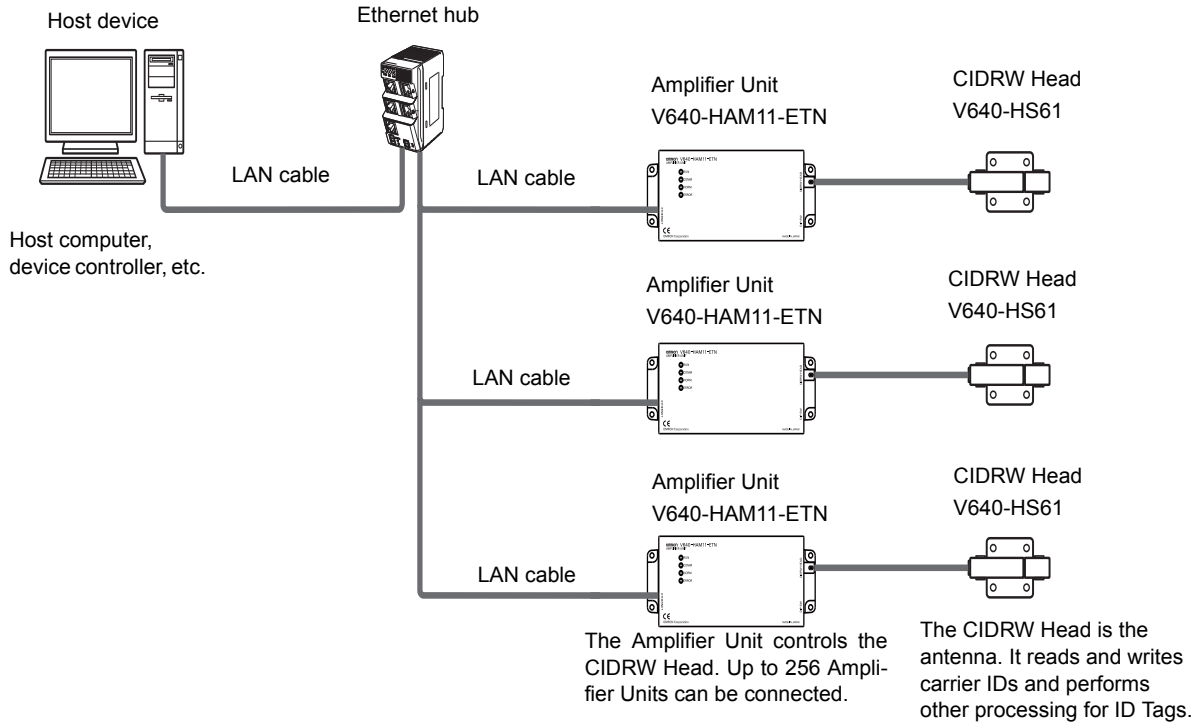 Host device
Ethernet hub
Amplifier Unit
V640-HAM11-ETN
CIDRW Head
V640-HS61
LAN cable
LAN cable
Host computer,
device controller, etc.
Amplifier Unit
V640-HAM11-ETN
CIDRW Head
V640-HS61
LAN cable
Amplifier Unit
V640-HAM11-ETN
CIDRW Head
V640-HS61
LAN cable
The Amplifier Unit controls the
CIDRW Head. Up to 256 Ampli-
fier Units can be connected.
The CIDRW Head is the
antenna. It reads and writes
carrier IDs and performs
other processing for ID Tags.